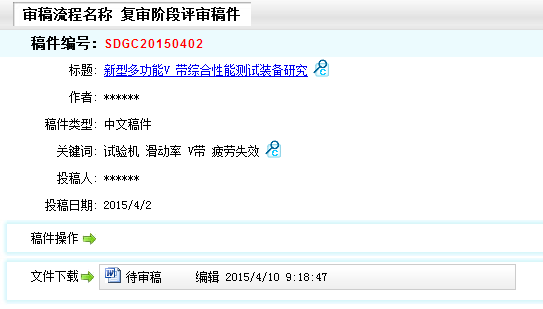 审稿流程名称 复审阶段评审稿件
稿件编号： SDGC20150402
标题： 新型多功能V 带综合性能测试装备研究
作者： ******
稿件类型： 中文稿件
关键词： 试验机 滑动率 V带 疲劳失效
投稿人： ******
投稿日期： 2015/4/2
稿件操作
文件下载 待审稿 编辑 2015/4/10 9:18:47